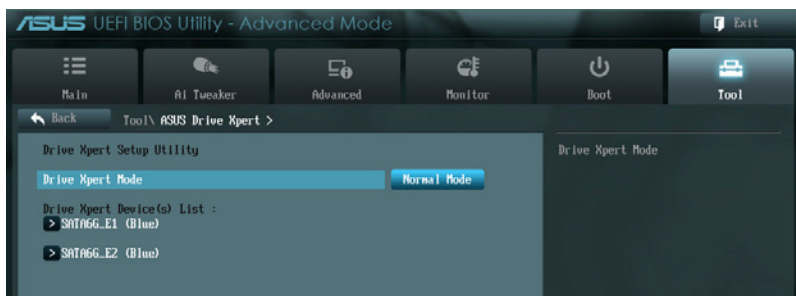 ASUS UEFI BIOS Utility - Advanced Mode
Exit
Main
Ai Tweaker
Advanced
Monitor
Boot
Tool
Back
Tool\ ASUS Drive Xpert >
Drive Xpert Setup Utility
Drive Xpert Mode
Drive Xpert Mode
Normal Mode
Drive Xpert Device(s) List :
> SATA6G_E1 (Blue)
> SATA6G_E2 (Blue)